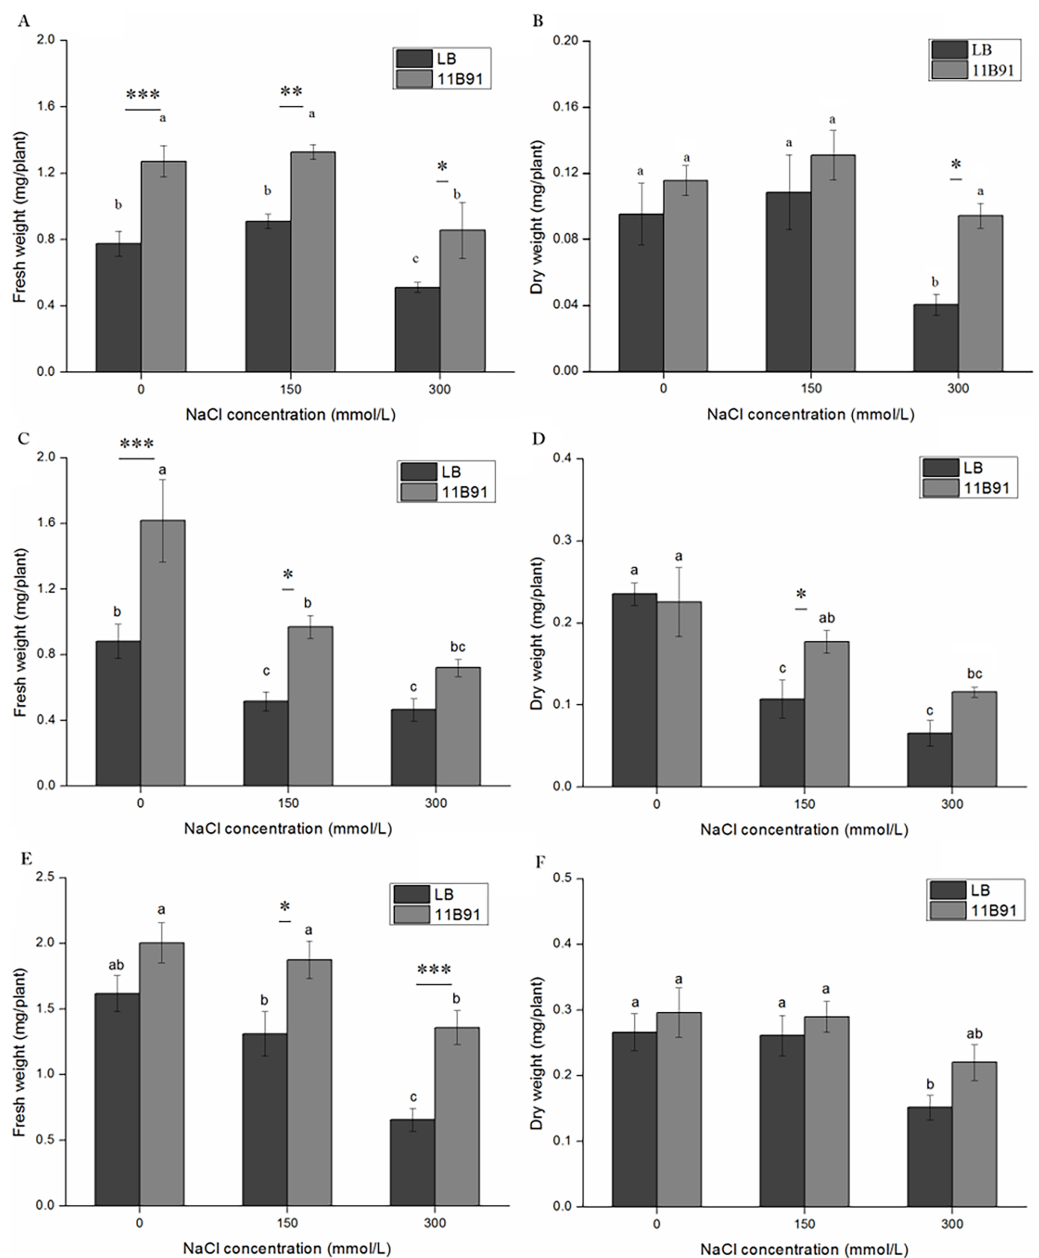 A
2.0
1.6
1.2
0.8
0.4
0.0
Fresh weight (mg/plant)
LB
11B91
***
**
*
b
a
b
a
c
b
0
150
300
NaCl concentration (mmol/L)
B
0.20
0.16
0.12
0.08
0.04
0.00
Dry weight (mg/plant)
LB
11B91
*
a
a
a
a
b
a
0
150
300
NaCl concentration (mmol/L)
C
2.0
1.6
1.2
0.8
0.4
0.0
Fresh weight (mg/plant)
LB
11B91
***
*
b
a
c
b
c
bc
0
150
300
NaCl concentration (mmol/L)
D
0.4
0.3
0.2
0.1
0.0
Dry weight (mg/plant)
LB
11B91
*
a
a
c
ab
c
bc
0
150
300
NaCl concentration (mmol/L)
E
2.5
2.0
1.5
1.0
0.5
0.0
Fresh weight (mg/plant)
LB
11B91
*
***
ab
a
b
a
c
b
0
150
300
NaCl concentration (mmol/L)
F
0.5
0.4
0.3
0.2
0.1
0.0
Dry weight (mg/plant)
LB
11B91
a
a
a
a
b
ab
0
150
300
NaCl concentration (mmol/L)